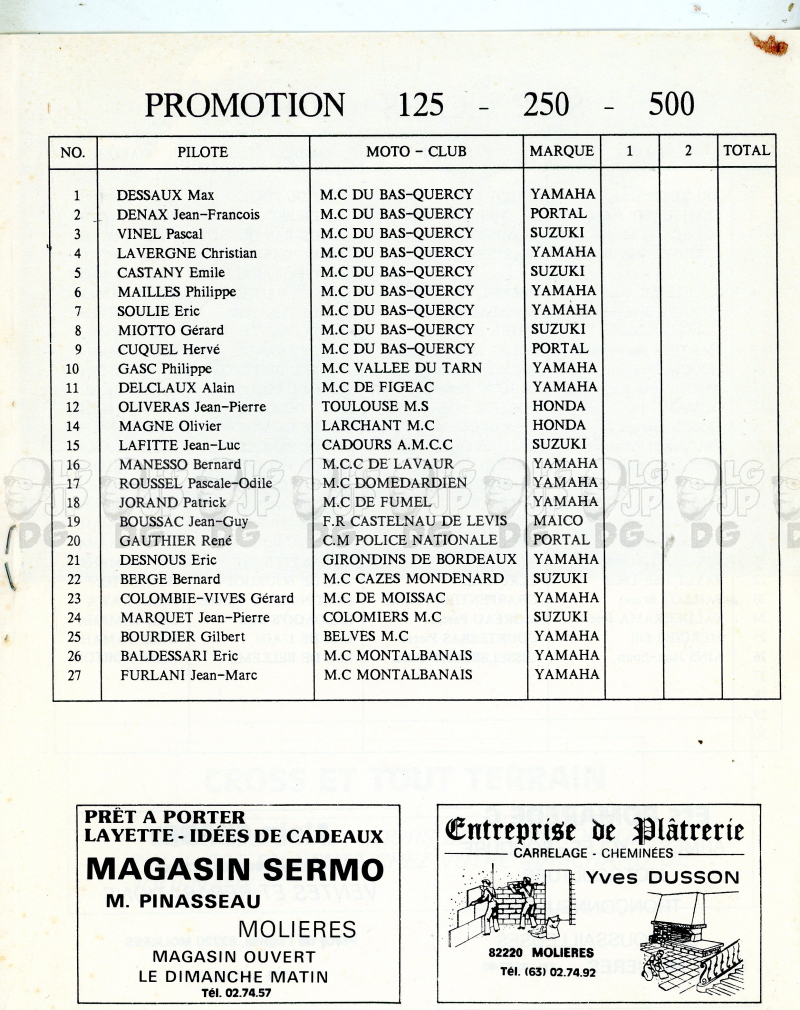 PROMOTION 125 - 250 - 500
NO. PILOTE MOTO - CLUB MARQUE 1 2 TOTAL
1 DESSAUX Max M.C DU BAS-QUERCY YAMAHA
2 DENAX Jean-Francois M.C DU BAS-QUERCY PORTAL
3 VINEL Pascal M.C DU BAS-QUERCY SUZUKI
4 LAVERGNE Christian M.C DU BAS-QUERCY YAMAHA
5 CASTANY Emile M.C DU BAS-QUERCY SUZUKI
6 MAILLES Philippe M.C DU BAS-QUERCY YAMAHA
7 SOULIE Eric M.C DU BAS-QUERCY YAMAHA
8 MIOTTO Gérard M.C DU BAS-QUERCY SUZUKI
9 CUQUEL Hervé M.C DU BAS-QUERCY PORTAL
10 GASC Philippe M.C VALLEE DU TARN YAMAHA
11 DELCLAUX Alain M.C DE FIGEAC YAMAHA
12 OLIVERAS Jean-Pierre TOULOUSE M.S HONDA
14 MAGNE Olivier LARCHANT M.C HONDA
15 LAFITTE Jean-Luc CADOURS A.M.C.C SUZUKI
16 MANESSO Bernard M.C.C DE LAVAUR YAMAHA
17 ROUSSEL Pascale-Odile M.C DOMEDARDIEN YAMAHA
18 JORAND Patrick M.C DE FUMEL YAMAHA
19 BOUSSAC Jean-Guy F.R CASTELNAU DE LEVIS MAICO
20 GAUTHIER René C.M POLICE NATIONALE PORTAL
21 DESNOUS Eric GIRONDINS DE BORDEAUX YAMAHA
22 BERGE Bernard M.C CAZES MONDENARD SUZUKI
23 COLOMBIE-VIVES Gérard M.C DE MOISSAC YAMAHA
24 MARQUET Jean-Pierre COLOMIERS M.C SUZUKI
25 BOURDIER Gilbert BELVES M.C YAMAHA
26 BALDESSARI Eric M.C MONTALBANAIS YAMAHA
27 FURLANI Jean-Marc M.C MONTALBANAIS YAMAHA
LG JP DG
PRÊT A PORTER
LAYETTE - IDÉES DE CADEAUX
MAGASIN SERMO
M. PINASSEAU
MOLIERES
MAGASIN OUVERT
LE DIMANCHE MATIN
Tél. 02.74.57
Entreprise de Plâtrerie
CARRELAGE - CHEMINÉES
Yves DUSSON
82220 MOLIERES
Tél. (63) 02.74.92